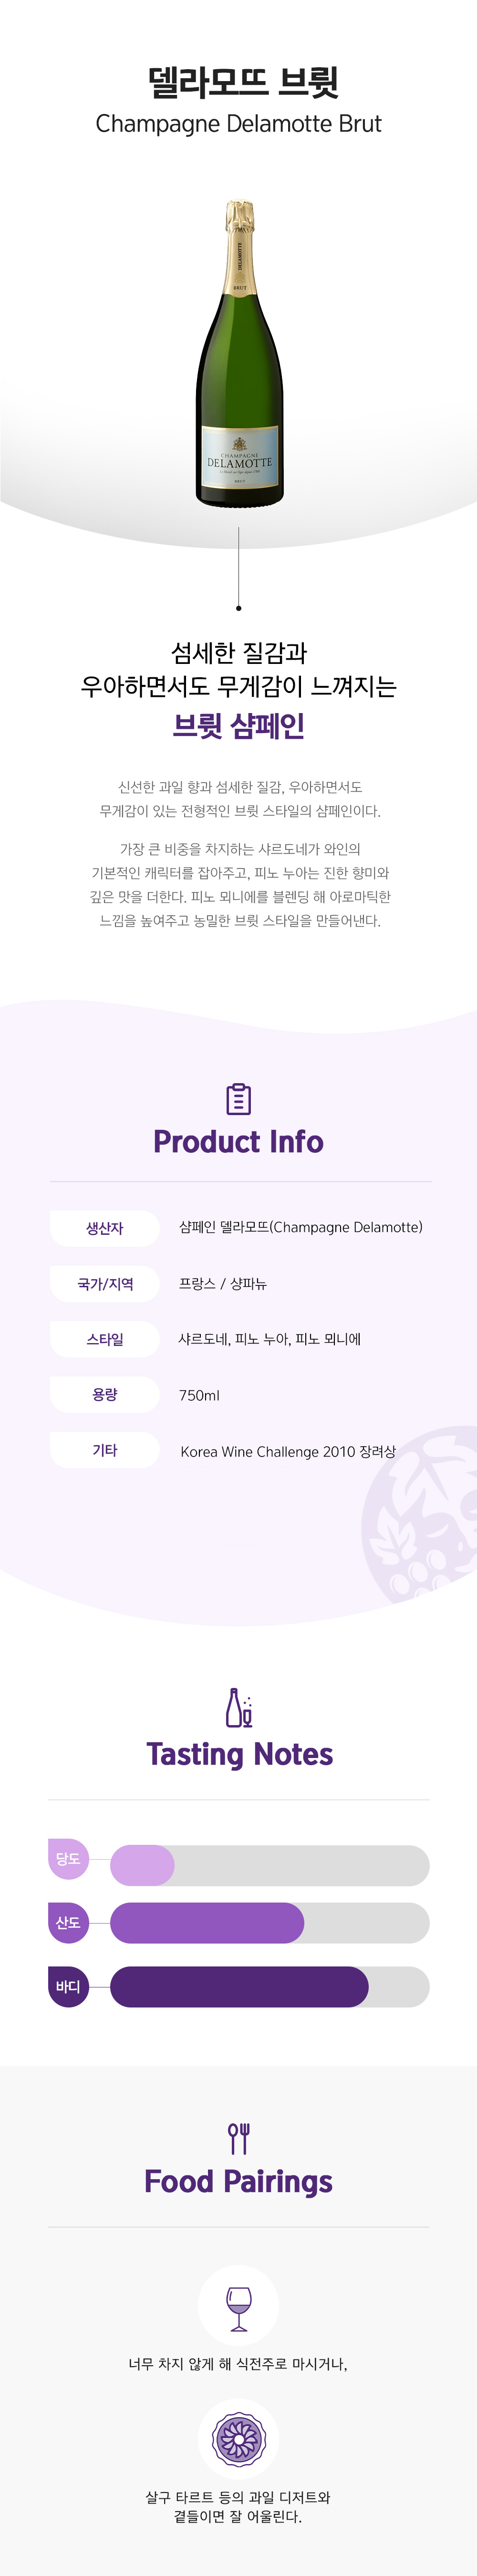 델라모뜨 브륏
Champagne Delamotte Brut
DELAMOTTE
BRUT
CHAMPAGNE
DELAMOTTE
BRUT
섬세한 질감과
우아하면서도 무게감이 느껴지는
브륏 샴페인
신선한 과일 향과 섬세한 질감, 우아하면서도
무게감이 있는 전형적인 브륏 스타일의 샴페인이다.
가장 큰 비중을 차지하는 샤르도네가 와인의
기본적인 캐릭터를 잡아주고, 피노 누아는 진한 향미와
깊은 맛을 더한다. 피노 뫼니에를 블렌딩 해 아로마틱한
느낌을 높여주고 농밀한 브륏 스타일을 만들어낸다.
Product Info
생산자 샴페인 델라모뜨(Champagne Delamotte)
국가/지역 프랑스 / 샹파뉴
스타일 샤르도네, 피노 누아, 피노 뫼니에
용량 750ml
기타 Korea Wine Challenge 2010 장려상
Tasting Notes
당도
산도
바디
Food Pairings
너무 차지 않게 해 식전주로 마시거나,
살구 타르트 등의 과일 디저트와
곁들이면 잘 어울린다.